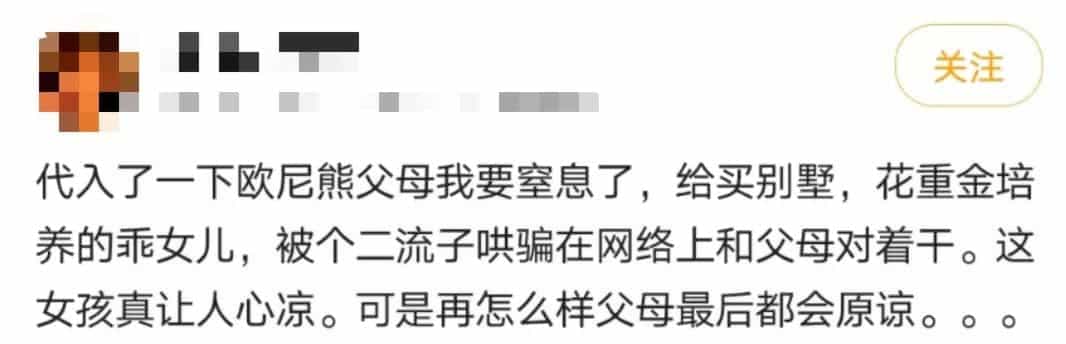 关注
代入了一下欧尼熊父母我要窒息了，给买别墅，花重金培
养的乖女儿，被个二流子哄骗在网络上和父母对着干。这
女孩真让人心凉。可是再怎么样父母最后都会原谅。。。